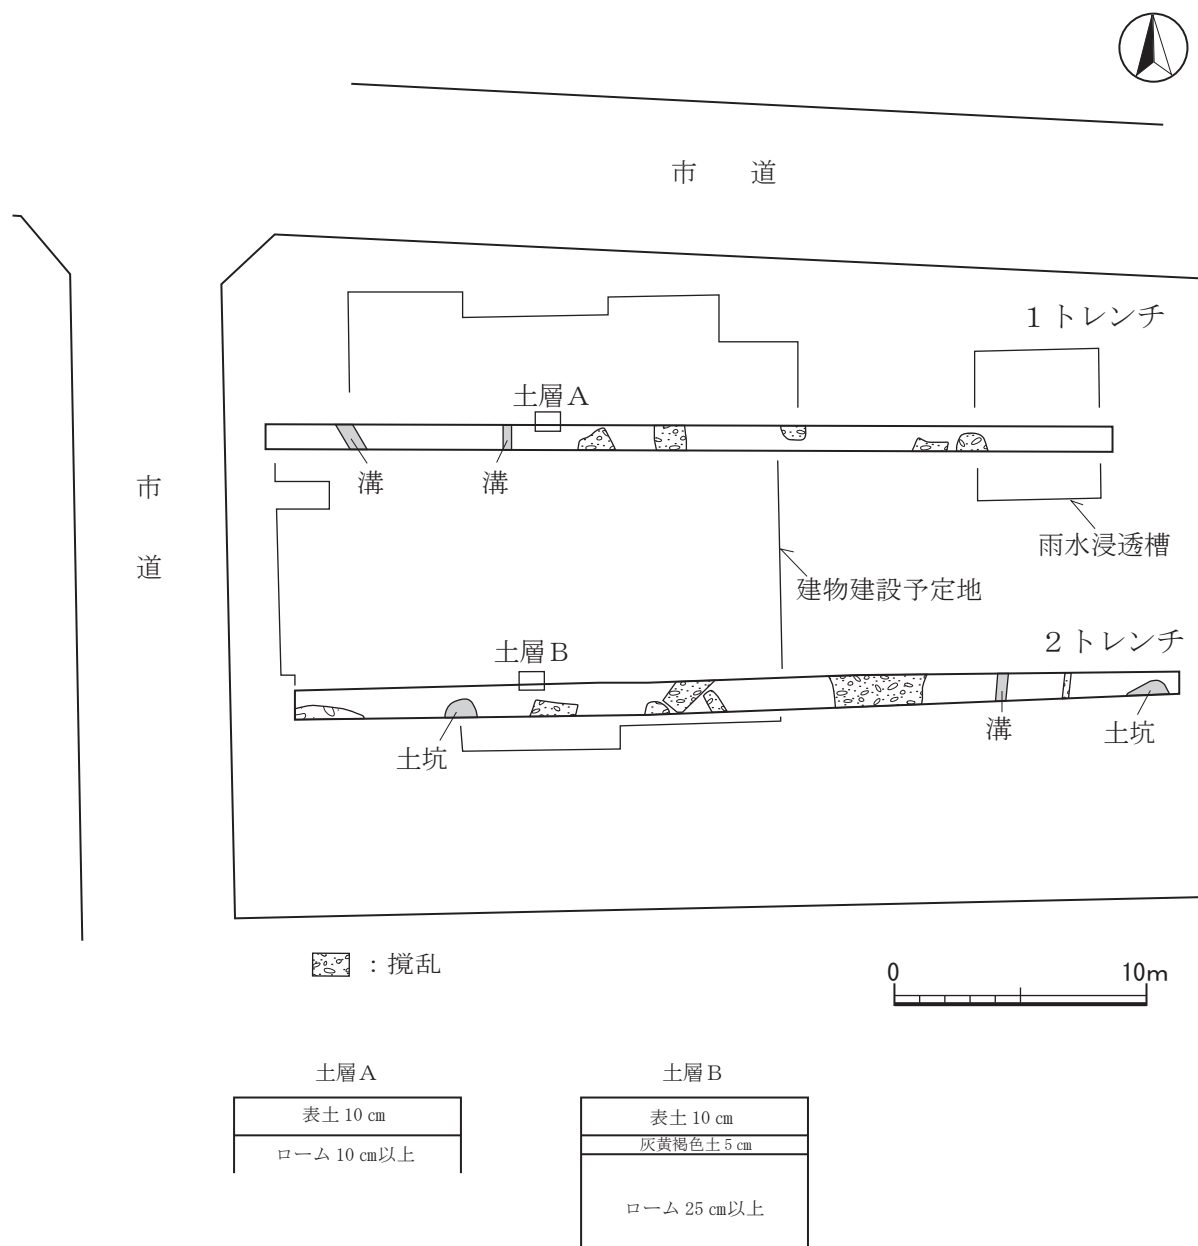 市　道
１トレンチ
土層Ａ
溝
溝
市
道
雨水浸透槽
建物建設予定地
２トレンチ
土層Ｂ
土坑
溝
土坑
：撹乱
0　10m
土層Ａ
表土 10 ㎝
ローム 10 ㎝以上
土層Ｂ
表土 10 ㎝
灰黄褐色土 5 ㎝
ローム 25 ㎝以上